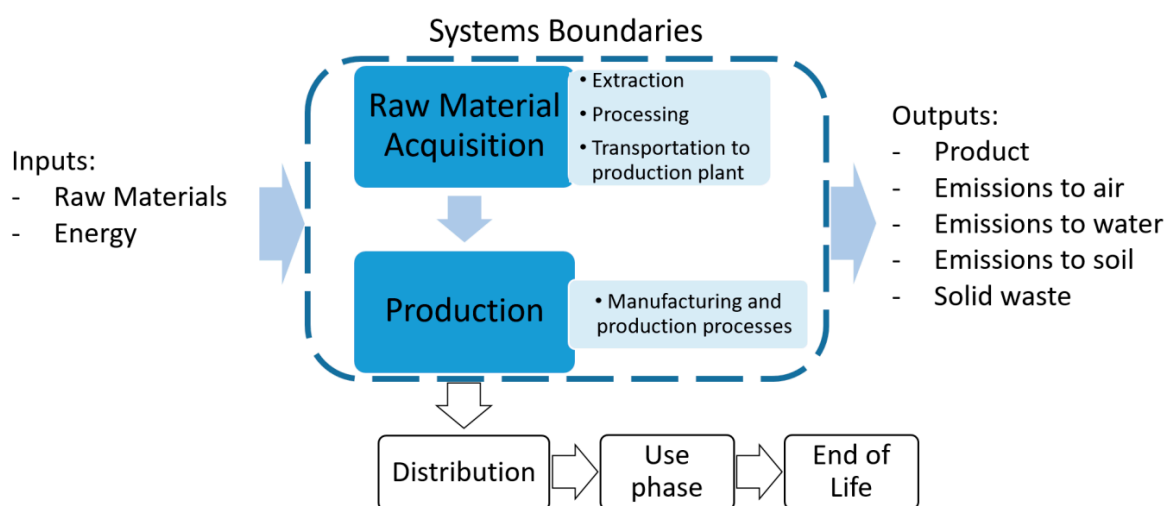 Systems Boundaries
Inputs:
- Raw Materials
- Energy
Raw Material
Acquisition
• Extraction
• Processing
• Transportation to
production plant
Production
• Manufacturing and
production processes
Outputs:
- Product
- Emissions to air
- Emissions to water
- Emissions to soil
- Solid waste
Distribution
Use
phase
End of
Life